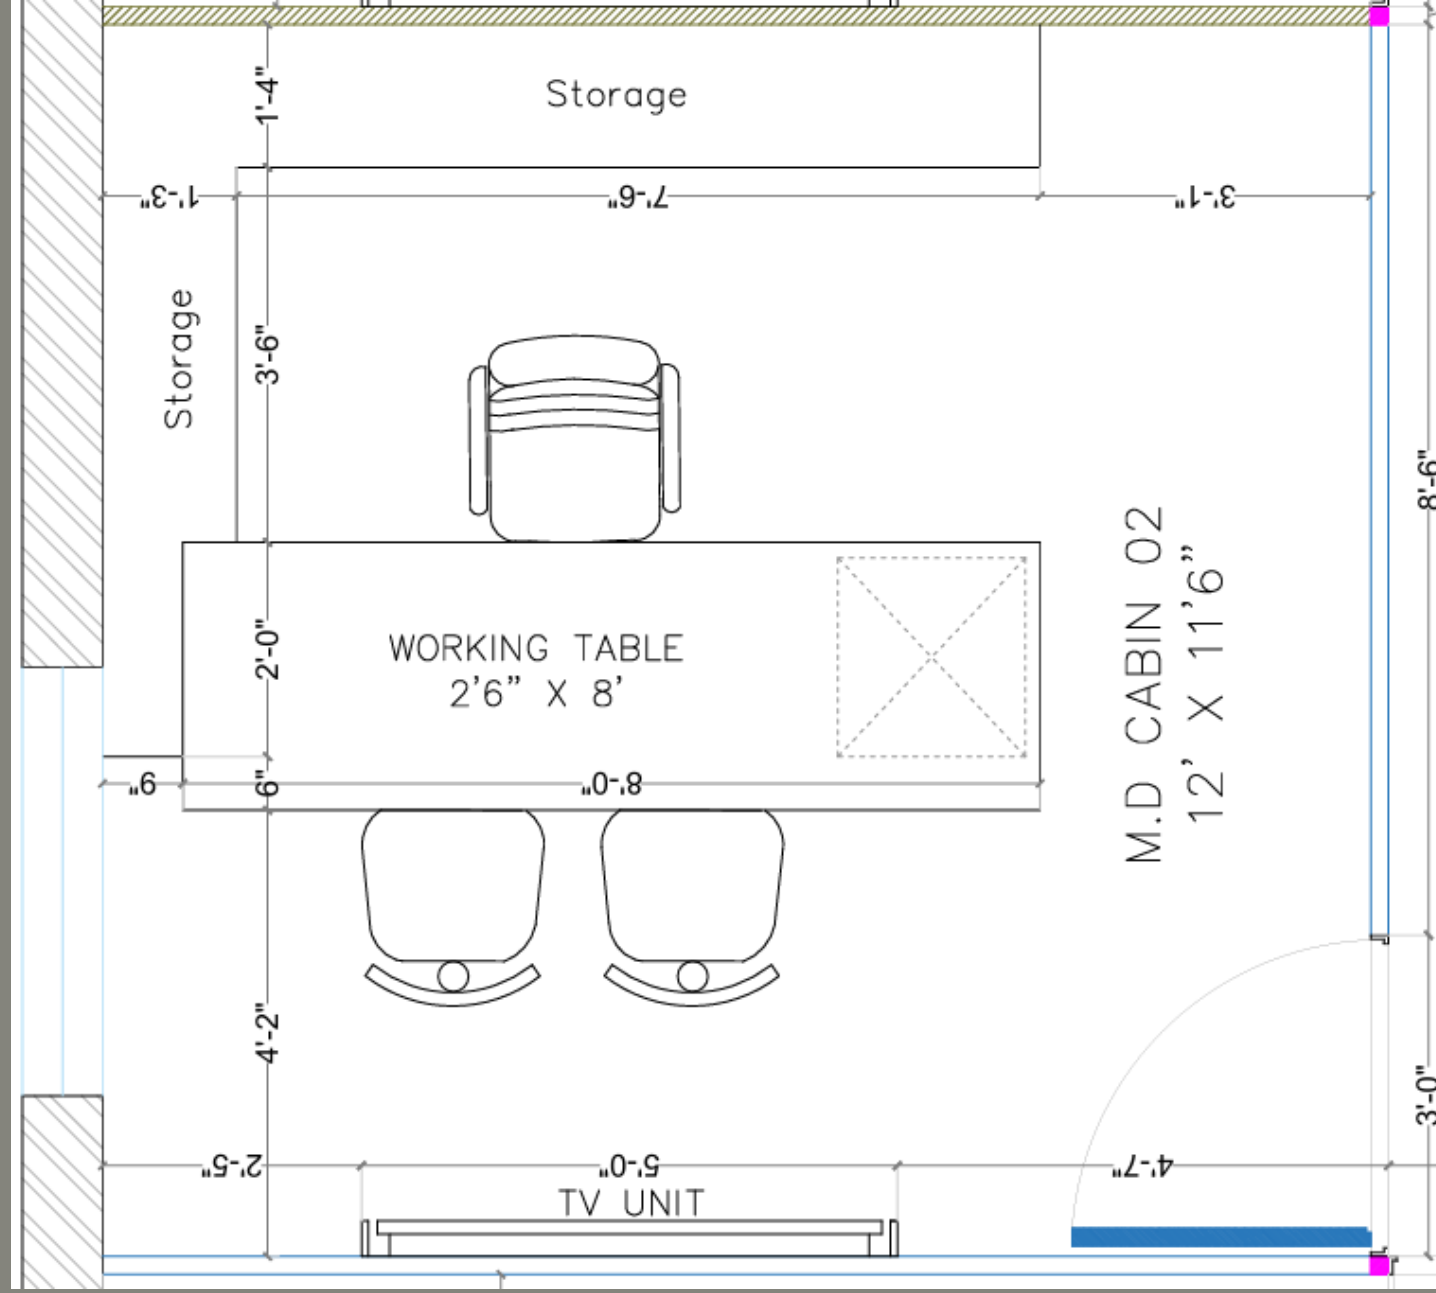 1'-4"
Storage
1'-3"
7'-6"
3'-1"
Storage
3'-6"
8'-6"
M.D CABIN 02
12' X 11'6"
2'-0"
WORKING TABLE
2'6" X 8'
9"
6"
8'-0"
4'-2"
3'-0"
2'-5"
5'-0"
4'-7"
TV UNIT